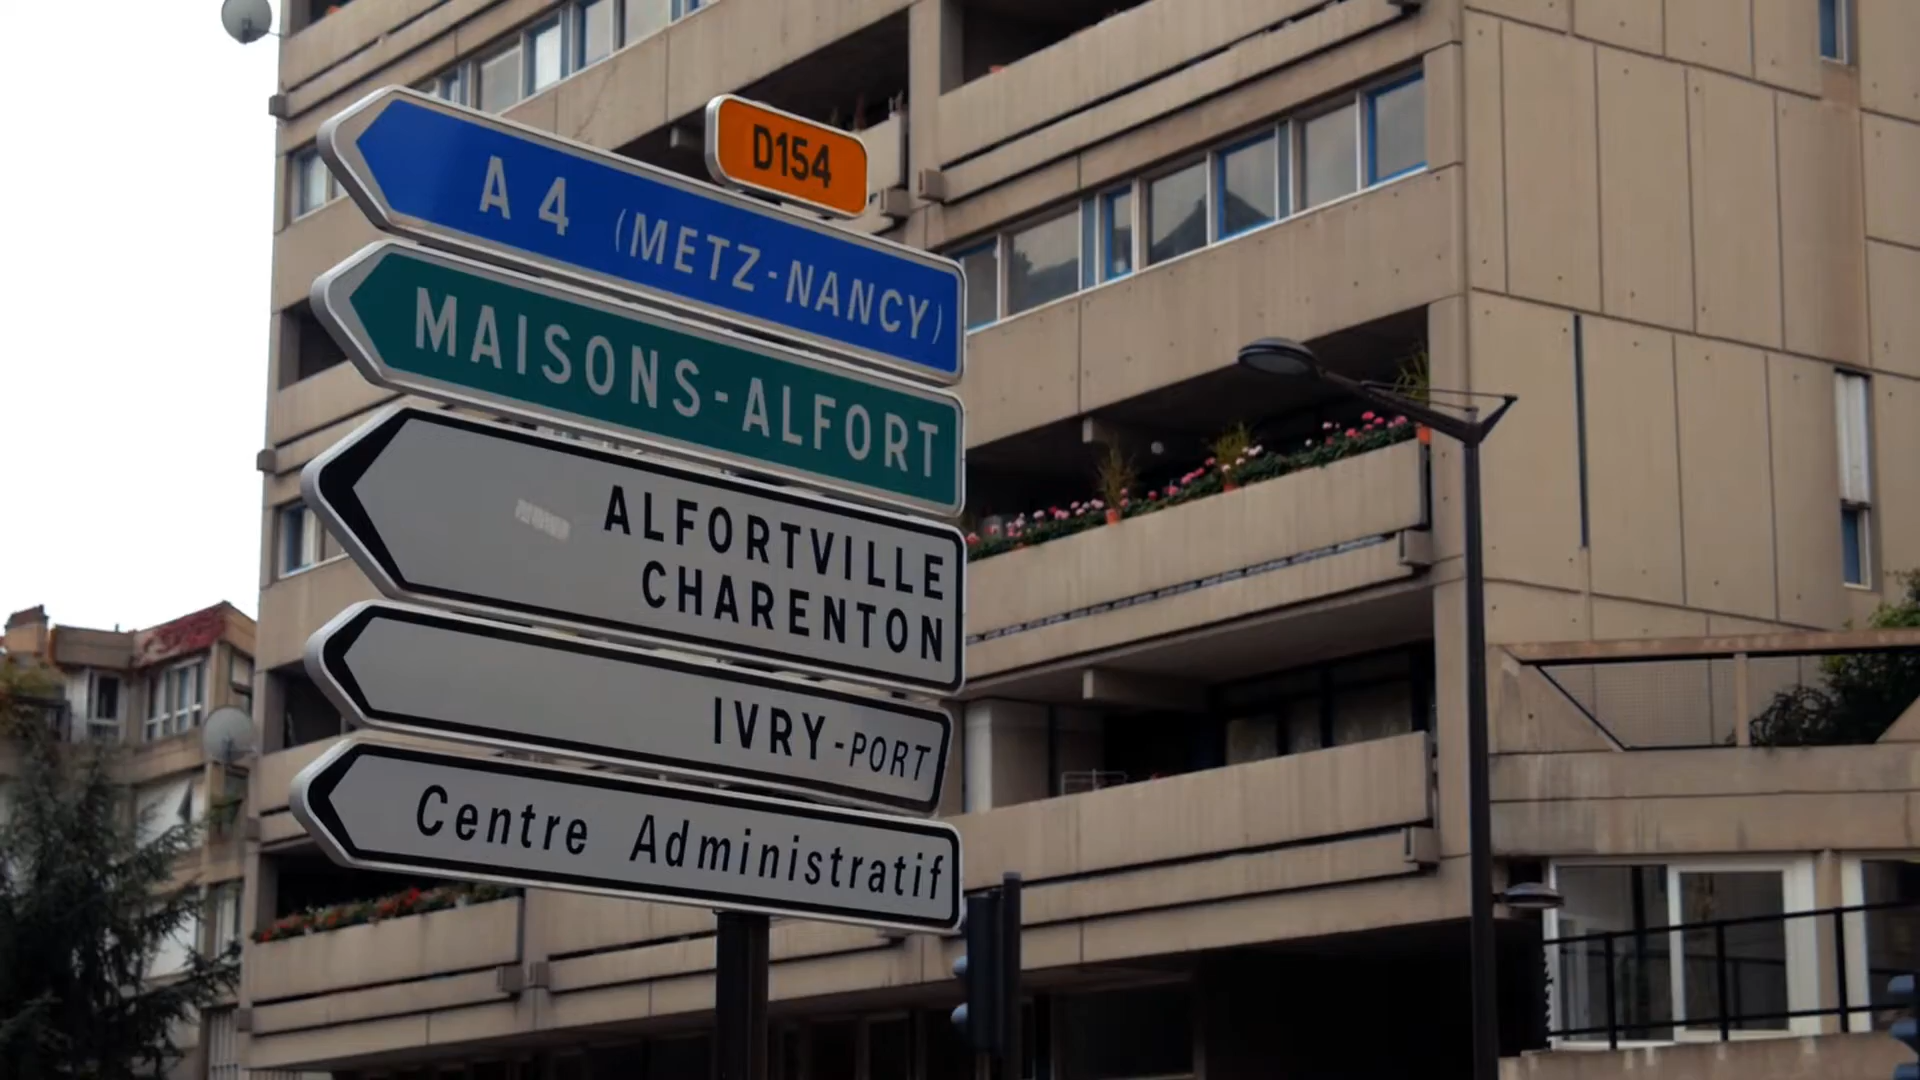 D154
A 4 (METZ-NANCY)
MAISONS-ALFORT
ALFORTVILLE
CHARENTON
IVRY-PORT
Centre Administratif